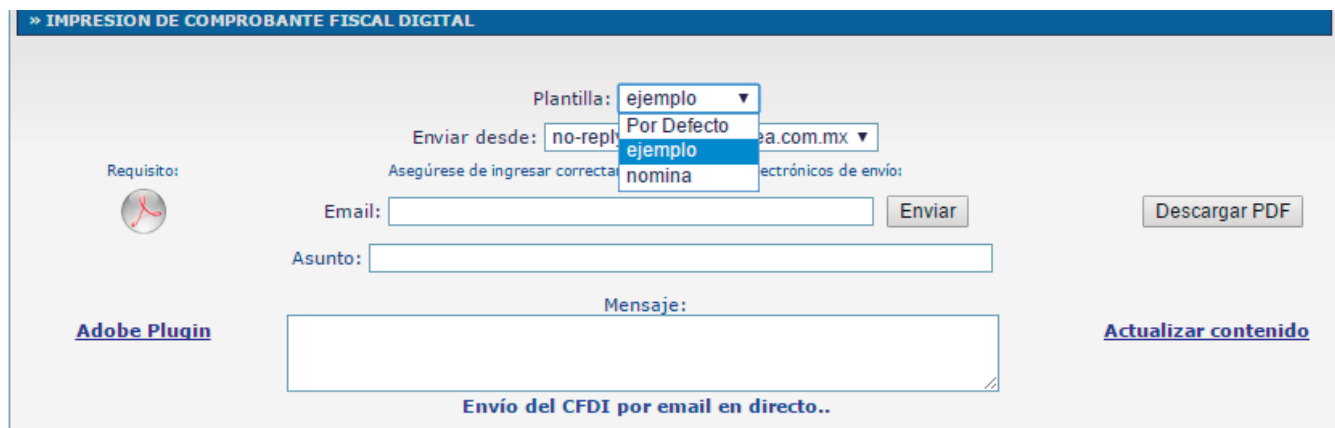 » IMPRESION DE COMPROBANTE FISCAL DIGITAL
Plantilla: ejemplo ▼
Por Defecto
ejemplo
nomina
Enviar desde: no-reply ea.com.mx ▼
Requisito:
Asegúrese de ingresar ectrónicos de envío:
Email: Enviar
Descargar PDF
Asunto:
Mensaje:
Adobe Plugin
Actualizar contenido
Envío del CFDI por email en directo..